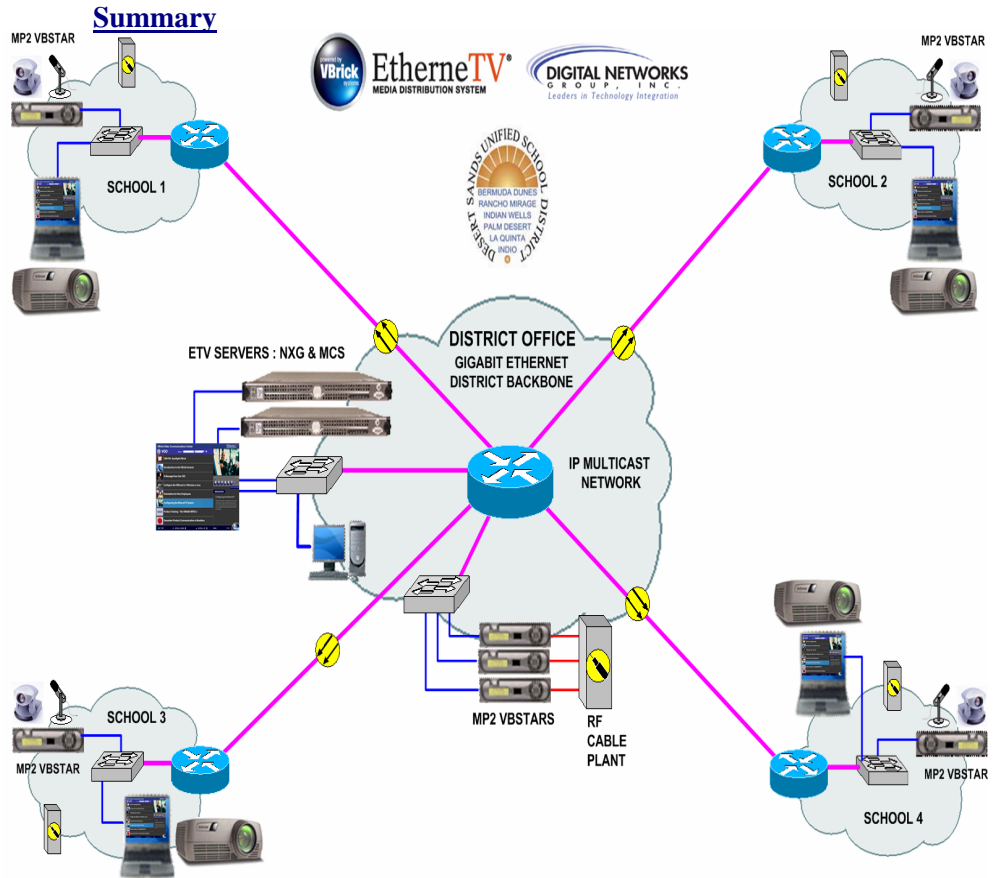 Summary
MP2 VBSTAR
powered by
VBrick
systems
EtherneTV®
MEDIA DISTRIBUTION SYSTEM
DIGITAL NETWORKS
GROUP, INC.
Leaders in Technology Integration
MP2 VBSTAR
DESERT SANDS UNIFIED SCHOOL DISTRICT
BERMUDA DUNES
RANCHO MIRAGE
INDIAN WELLS
PALM DESERT
LA QUINTA
INDIO
SCHOOL 1
SCHOOL 2
DISTRICT OFFICE
GIGABIT ETHERNET
DISTRICT BACKBONE
ETV SERVERS : NXG & MCS
IP MULTICAST
NETWORK
MP2 VBSTARS
RF
CABLE
PLANT
SCHOOL 3
MP2 VBSTAR
MP2 VBSTAR
SCHOOL 4